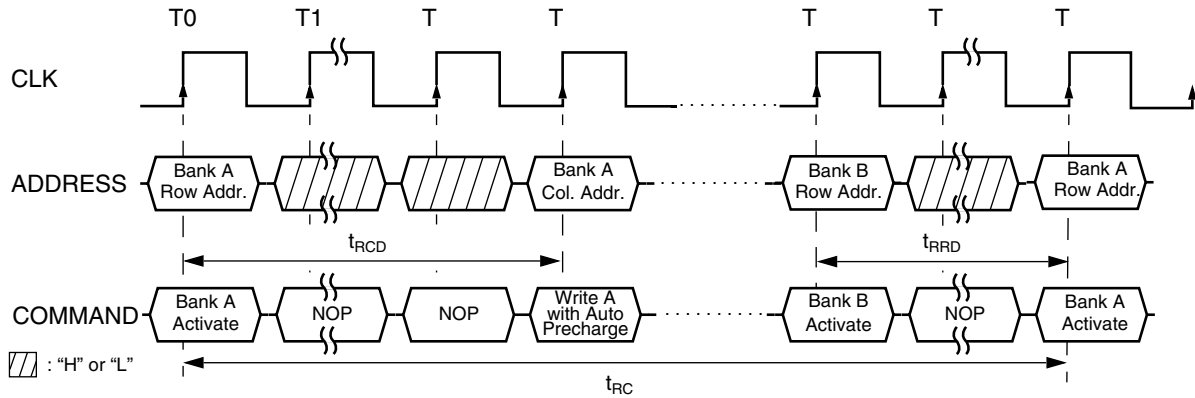 T0 T1 T T T T T
CLK
ADDRESS
Bank A
Row Addr.
Bank A
Col. Addr.
Bank B
Row Addr.
Bank A
Row Addr.
tRCD
tRRD
COMMAND
Bank A
Activate
NOP
NOP
Write A
with Auto
Precharge
Bank B
Activate
NOP
Bank A
Activate
: “H” or “L”
tRC